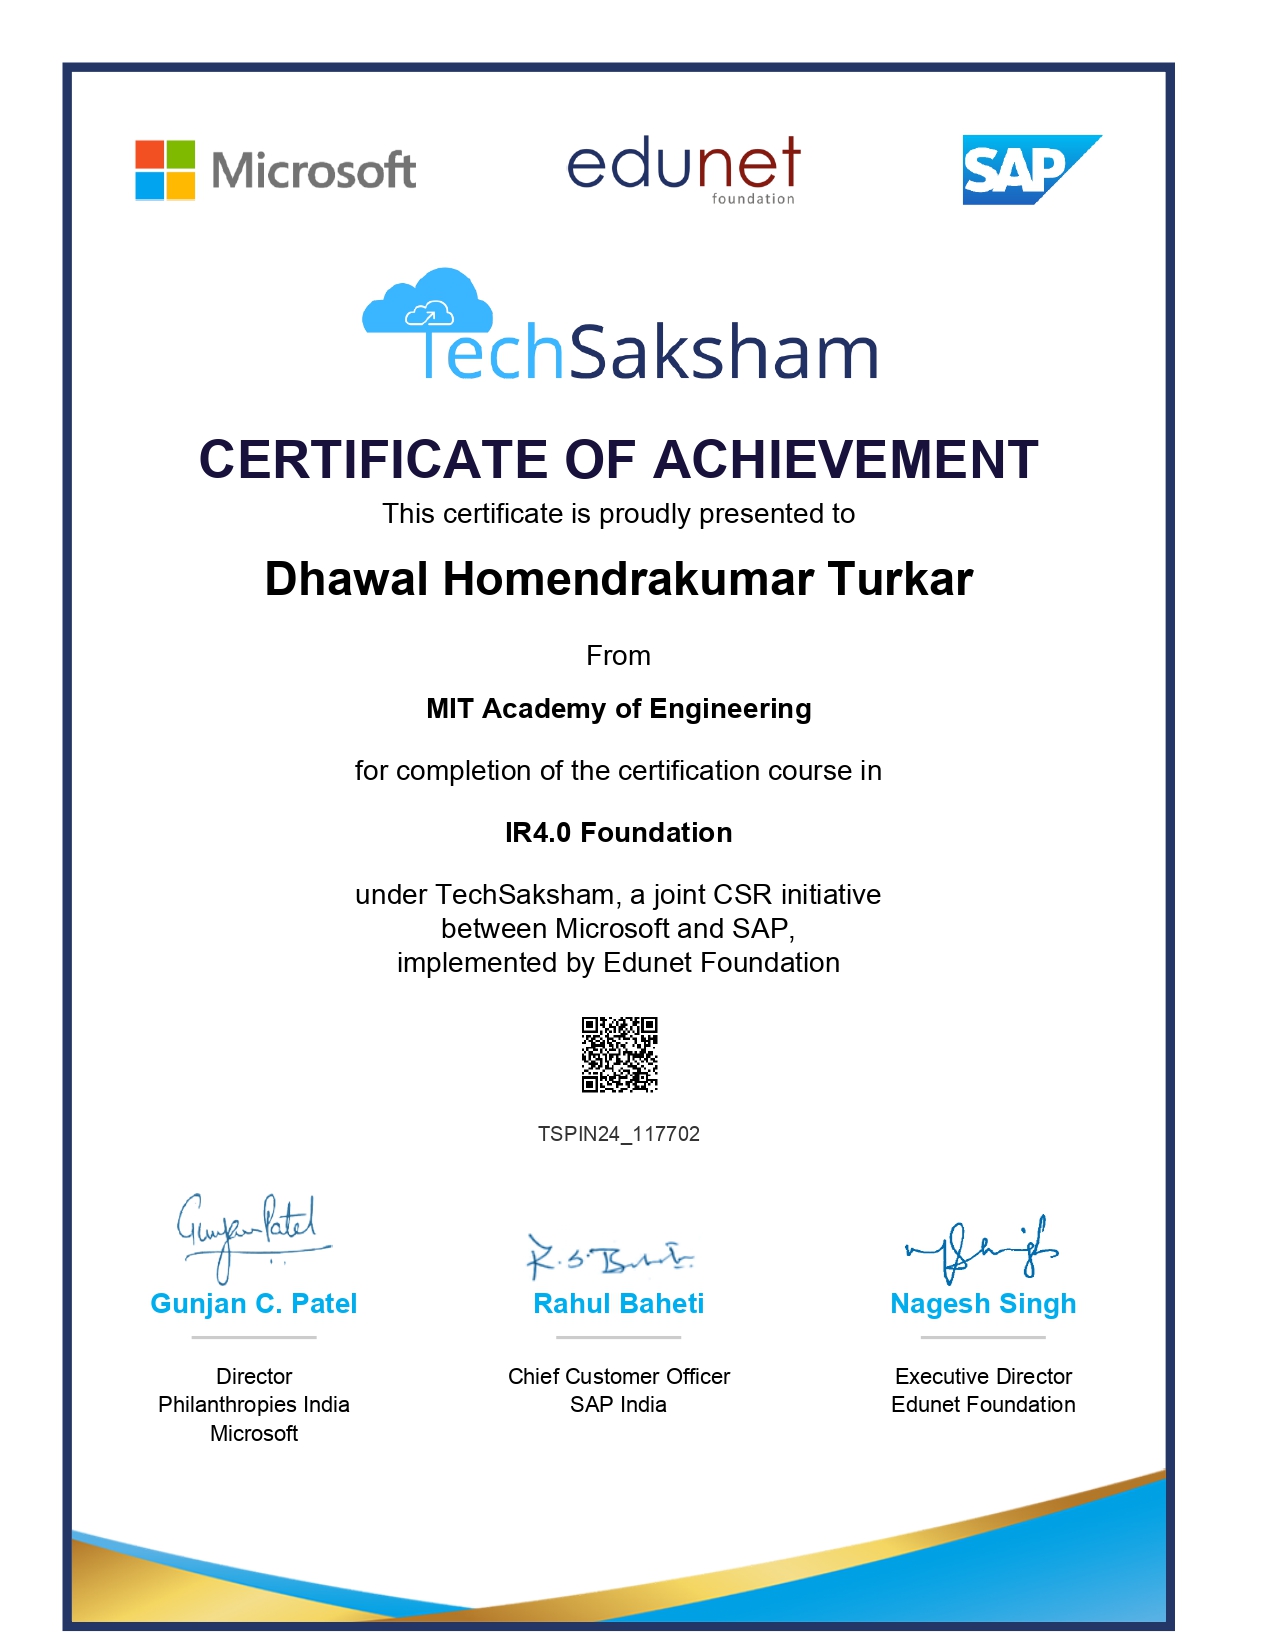 Microsoft
edunet
foundation
SAP
TechSaksham
CERTIFICATE OF ACHIEVEMENT
This certificate is proudly presented to
Dhawal Homendrakumar Turkar
From
MIT Academy of Engineering
for completion of the certification course in
IR4.0 Foundation
under TechSaksham, a joint CSR initiative
between Microsoft and SAP,
implemented by Edunet Foundation
TSPIN24_117702
Gunjan Patel
R.S. Baheti
Gunjan C. Patel
Rahul Baheti
Nagesh Singh
Director
Philanthropies India
Microsoft
Chief Customer Officer
SAP India
Executive Director
Edunet Foundation